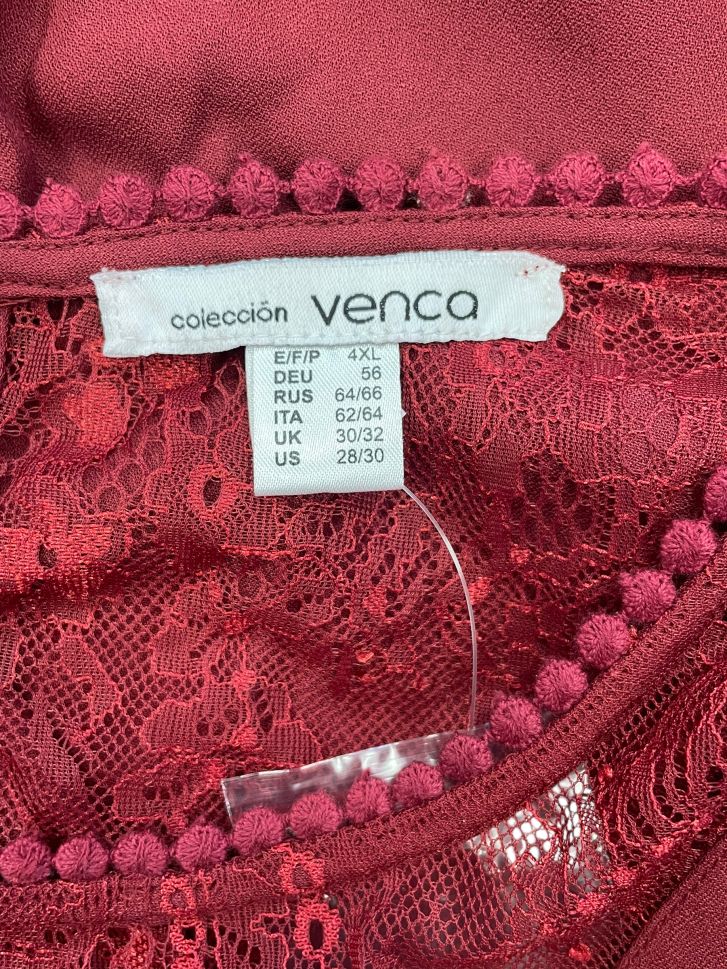 colección venca
E/F/P 4XL
DEU 56
RUS 64/66
ITA 62/64
UK 30/32
US 28/30